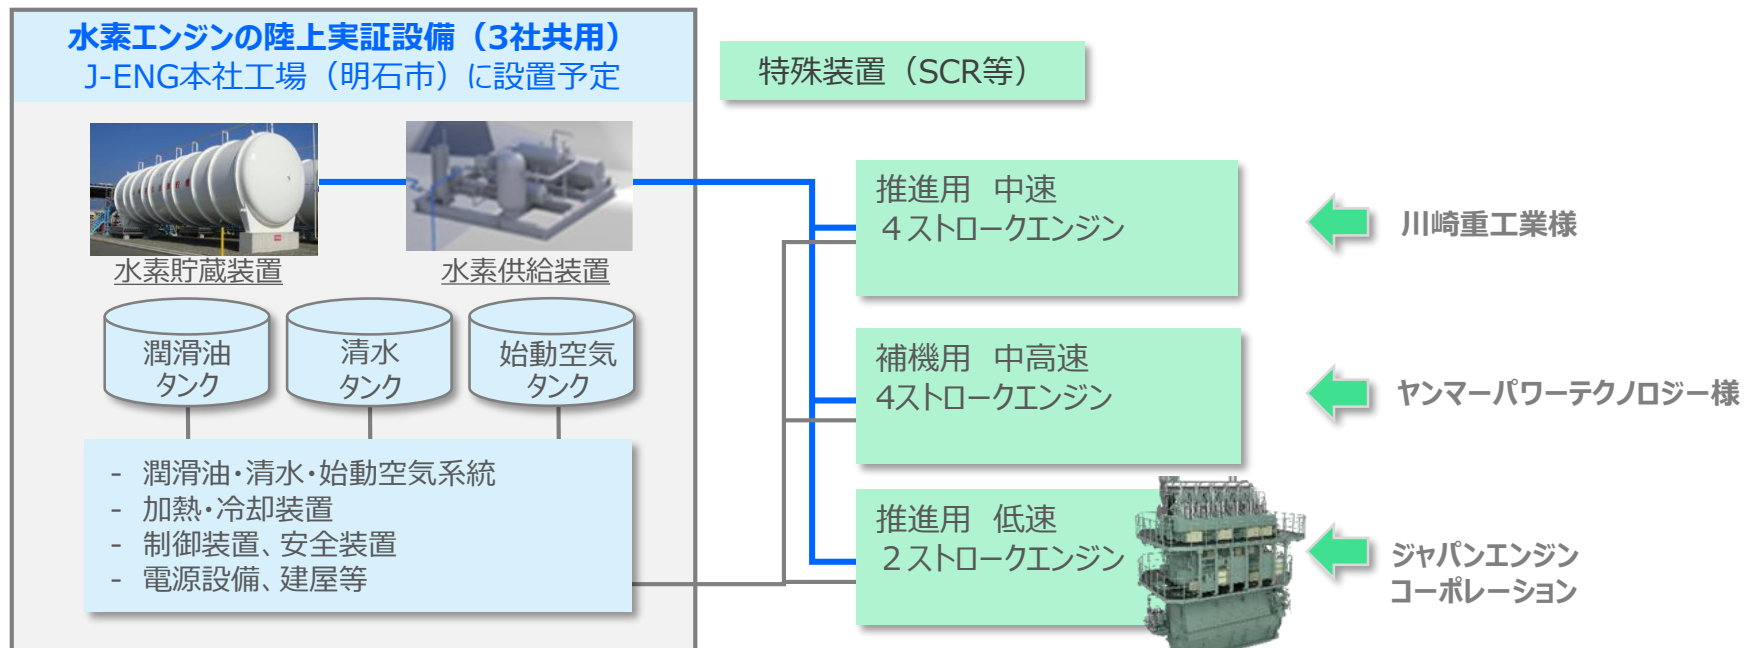 水素エンジンの陸上実証設備（3社共用）
J-ENG本社工場（明石市）に設置予定
特殊装置（SCR等）
水素貯蔵装置
水素供給装置
潤滑油
タンク
清水
タンク
始動空気
タンク
- 潤滑油・清水・始動空気系統
- 加熱・冷却装置
- 制御装置、安全装置
- 電源設備、建屋等
推進用　中速
４ストロークエンジン
川崎重工業様
補機用　中高速
4ストロークエンジン
ヤンマーパワーテクノロジー様
推進用　低速
２ストロークエンジン
ジャパンエンジン
コーポレーション